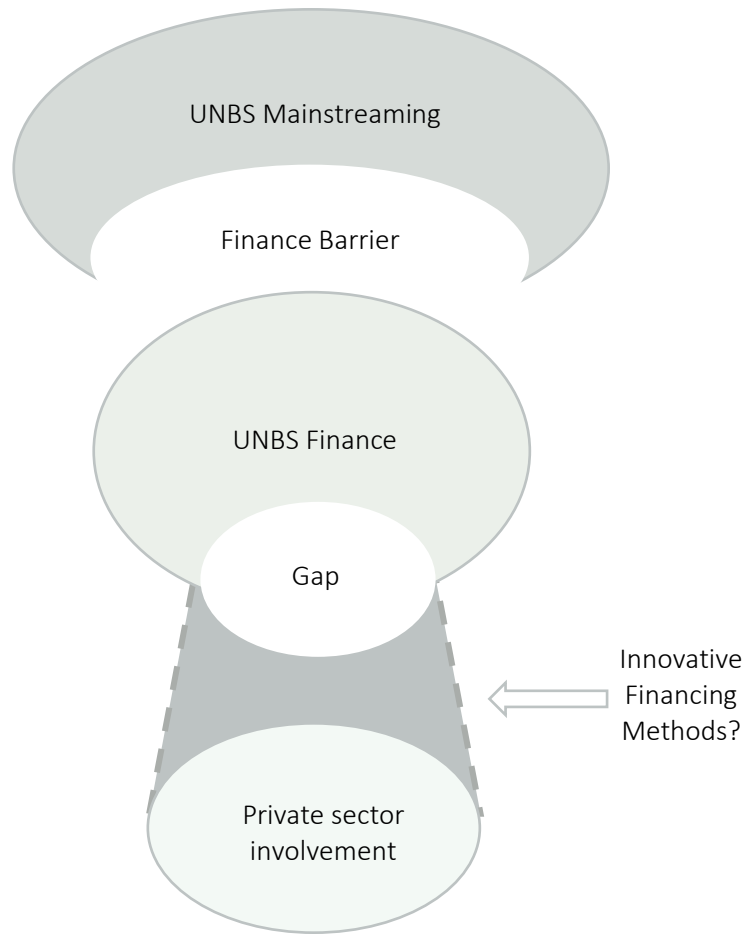 UNBS Mainstreaming
Finance Barrier
UNBS Finance
Gap
Innovative
Financing
Methods?
Private sector
involvement